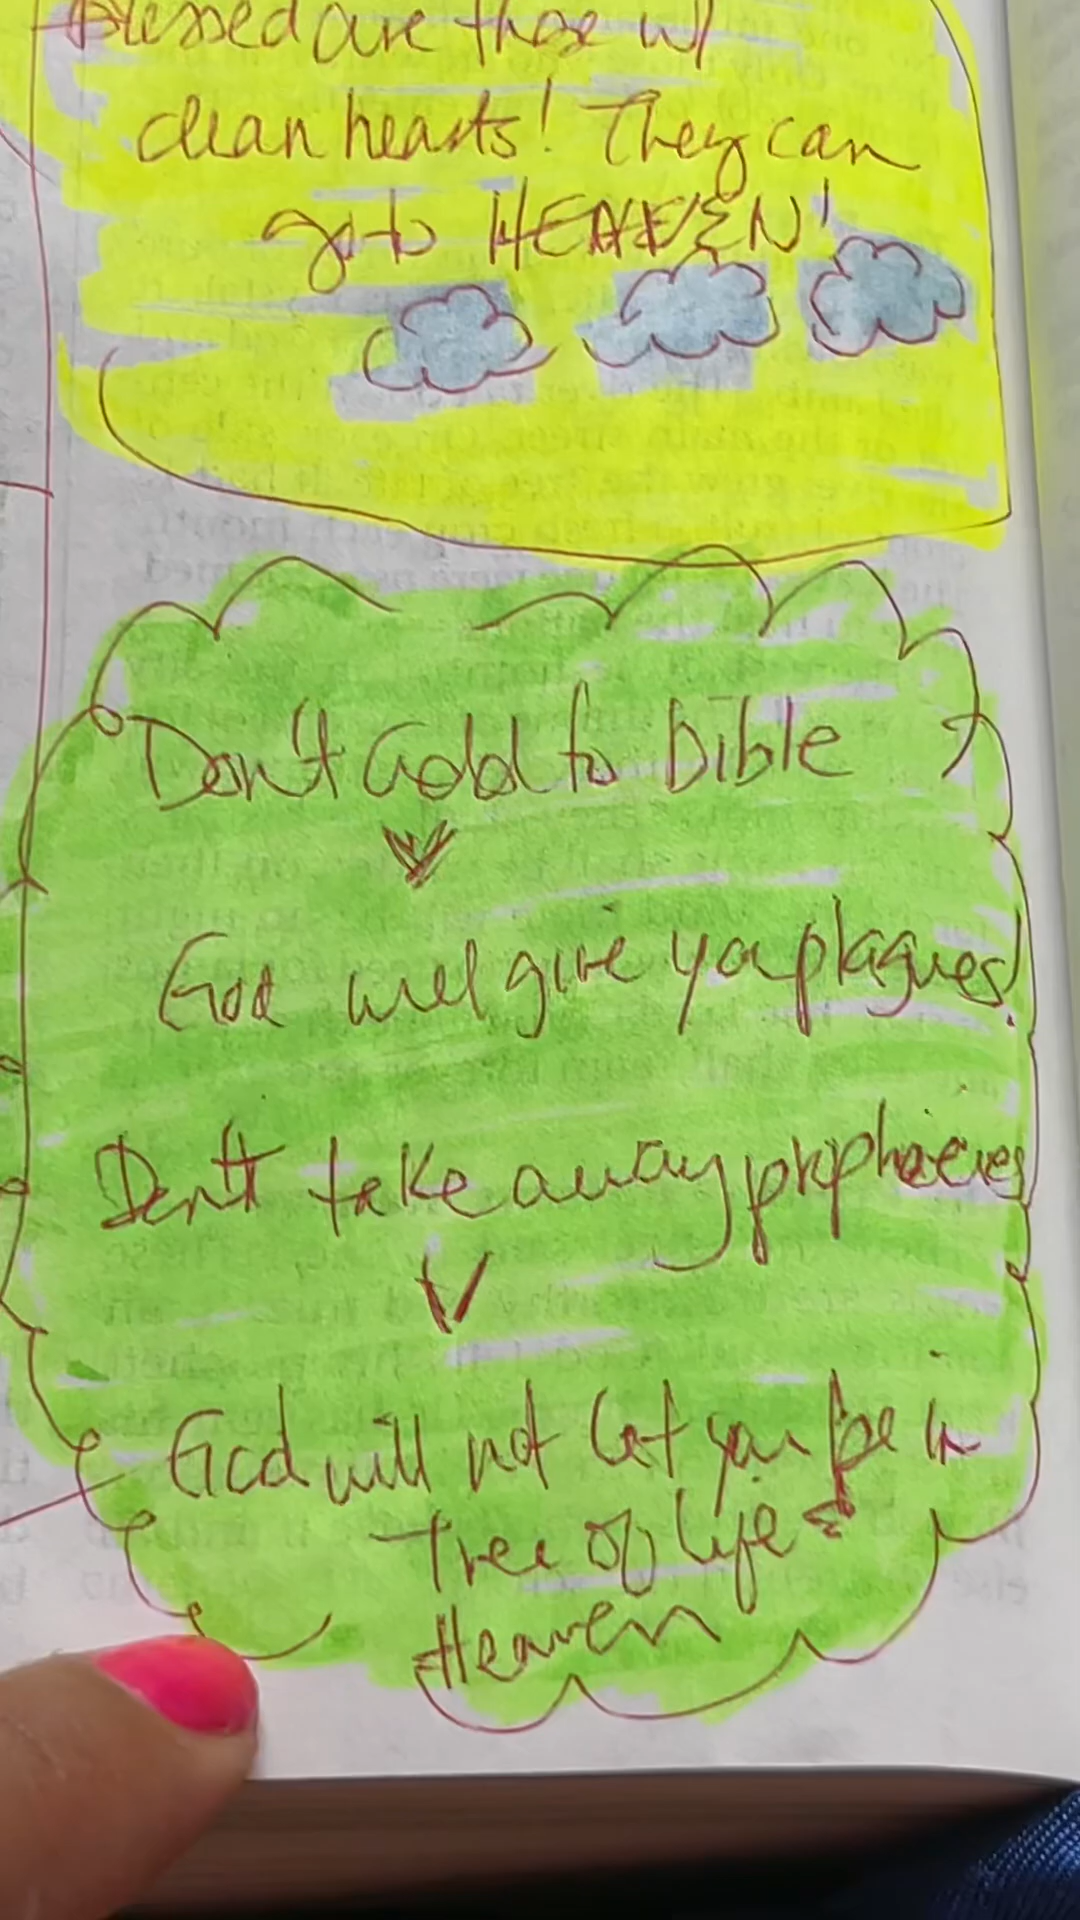 Blessed are those w/
clean hearts! They can
go to HEAVEN!
Don't add to Bible
God will give you plagues!
Don't take away prophecies
God will not let you be in
Tree of life &
Heaven